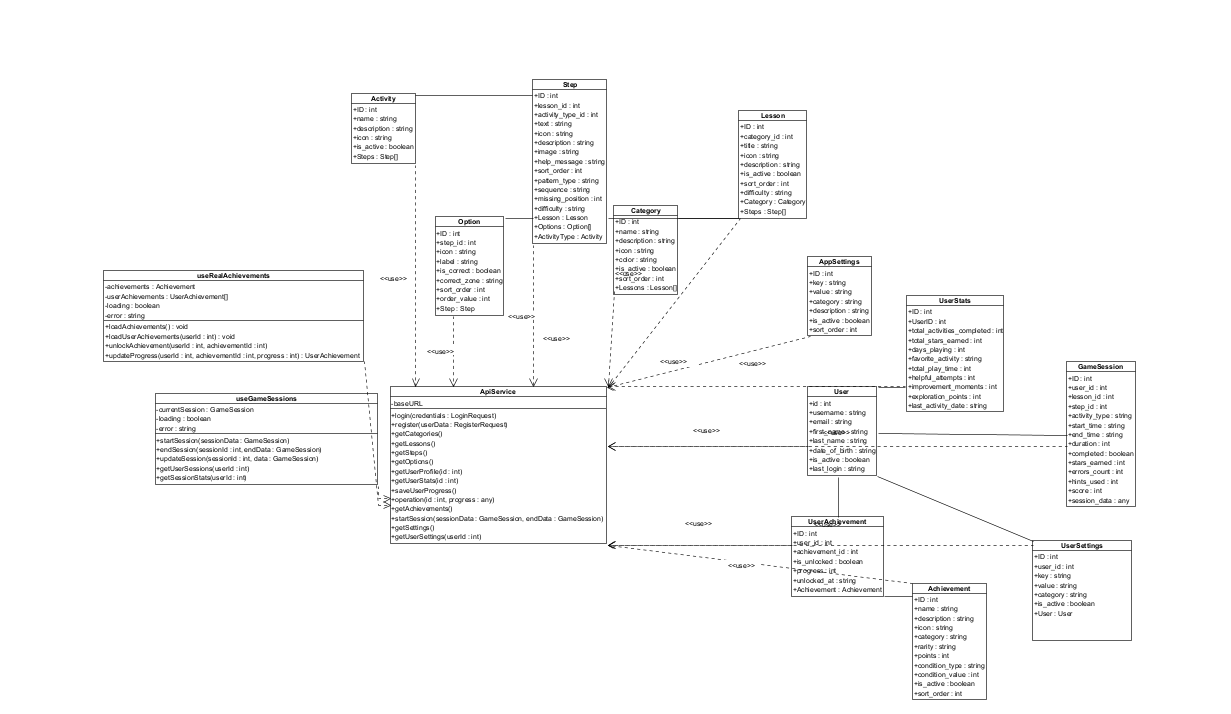 Activity
+ID : int
+name : string
+description : string
+icon : string
+is_active : boolean
+Steps : Step[]
Step
+ID : int
+lesson_id : int
+activity_type_id : int
+text : string
+icon : string
+description : string
+image : string
+help_message : string
+sort_order : int
+pattern_type : string
+sequence : string
+missing_position : int
+difficulty : string
+Lesson : Lesson
+Options : Option[]
+ActivityType : Activity
Lesson
+ID : int
+category_id : int
+title : string
+icon : string
+description : string
+is_active : boolean
+sort_order : int
+difficulty : string
+Category : Category
+Steps : Step[]
Option
+ID : int
+step_id : int
+icon : string
+label : string
+is_correct : boolean
+correct_zone : string
+sort_order : int
+order_value : int
+Step : Step
Category
+ID : int
+name : string
+description : string
+icon : string
+color : string
+is_active : boolean
+sort_order : int
+Lessons : Lesson[]
<<use>>
<<use>>
<<use>>
<<use>>
<<use>>
<<use>>
<<use>>
AppSettings
+ID : int
+key : string
+value : string
+category : string
+description : string
+is_active : boolean
+sort_order : int
useRealAchievements
-achievements : Achievement
-userAchievements : UserAchievement[]
-loading : boolean
-error : string
+loadAchievements() : void
+loadUserAchievements(userId : int) : void
+unlockAchievement(userId : int, achievementId : int)
+updateProgress(userId : int, achievementId : int, progress : int) : UserAchievement
UserStats
+ID : int
+UserID : int
+total_activities_completed : int
+total_stars_earned : int
+days_playing : int
+favorite_activity : string
+total_play_time : int
+helpful_attempts : int
+improvement_moments : int
+exploration_points : int
+last_activity_date : string
GameSession
+ID : int
+user_id : int
+lesson_id : int
+step_id : int
+activity_type : string
+start_time : string
+end_time : string
+duration : int
+completed : boolean
+stars_earned : int
+errors_count : int
+hints_used : int
+score : int
+session_data : any
useGameSessions
-currentSession : GameSession
-loading : boolean
-error : string
+startSession(sessionData : GameSession)
+endSession(sessionId : int, endData : GameSession)
+updateSession(sessionId : int, data : GameSession)
+getUserSessions(userId : int)
+getSessionStats(userId : int)
ApiService
-baseURL
+login(credentials : LoginRequest)
+register(userData : RegisterRequest)
+getCategories()
+getLessons()
+getSteps()
+getOptions()
+getUserProfile(id : int)
+getUserStats(id : int)
+saveUserProgress()
+operation(id : int, progress : any)
+getAchievements()
+startSession(sessionData : GameSession, endData : GameSession)
+getSettings()
+getUserSettings(userId : int)
User
+id : int
+username : string
+email : string
+first_name : string
+last_name : string
+date_of_birth : string
+is_active : boolean
+last_login : string
<<use>>
<<use>>
<<use>>
UserAchievement
+ID : int
+user_id : int
+achievement_id : int
+is_unlocked : boolean
+progress : int
+unlocked_at : string
+Achievement : Achievement
UserSettings
+ID : int
+user_id : int
+key : string
+value : string
+category : string
+is_active : boolean
+User : User
Achievement
+ID : int
+name : string
+description : string
+icon : string
+category : string
+rarity : string
+points : int
+condition_type : string
+condition_value : int
+is_active : boolean
+sort_order : int